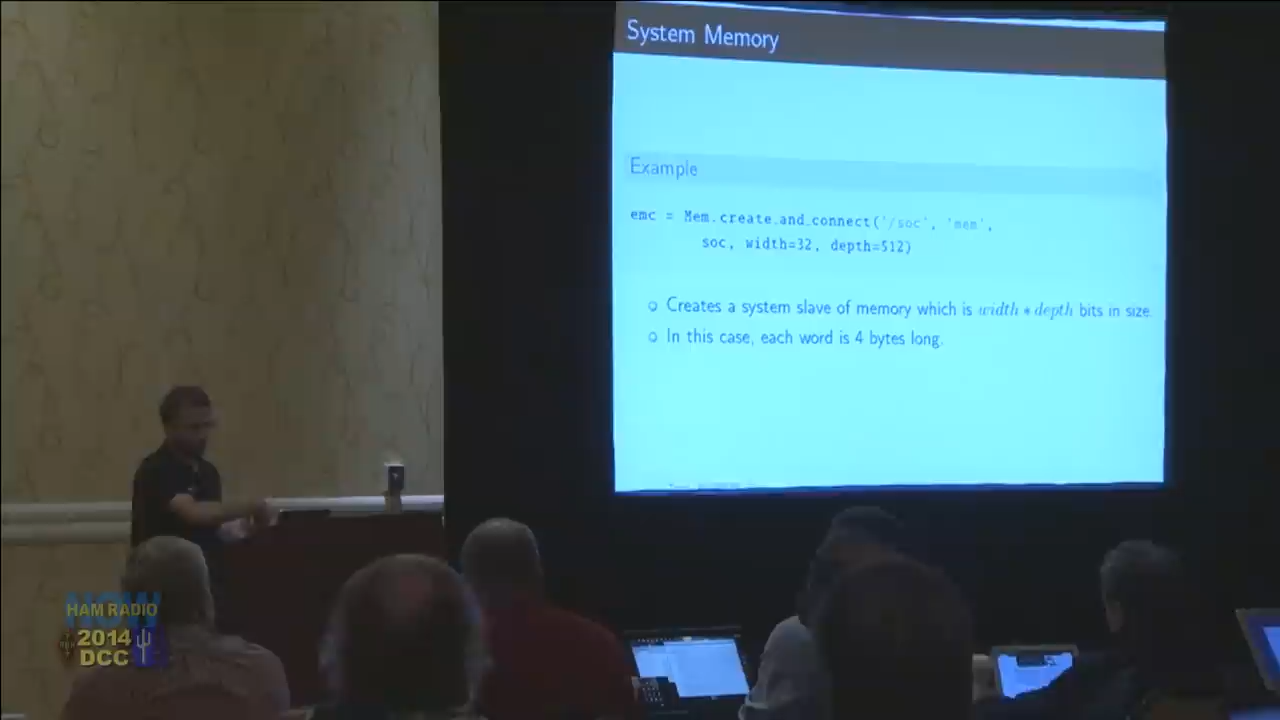 System Memory
Example
emc = Mem.create.and_connect('/soc', 'mem',
soc, width=32, depth=512)
Creates a system slave of memory which is width * depth bits in size.
In this case, each word is 4 bytes long.
HAM RADIO
NOW
2014
DCC